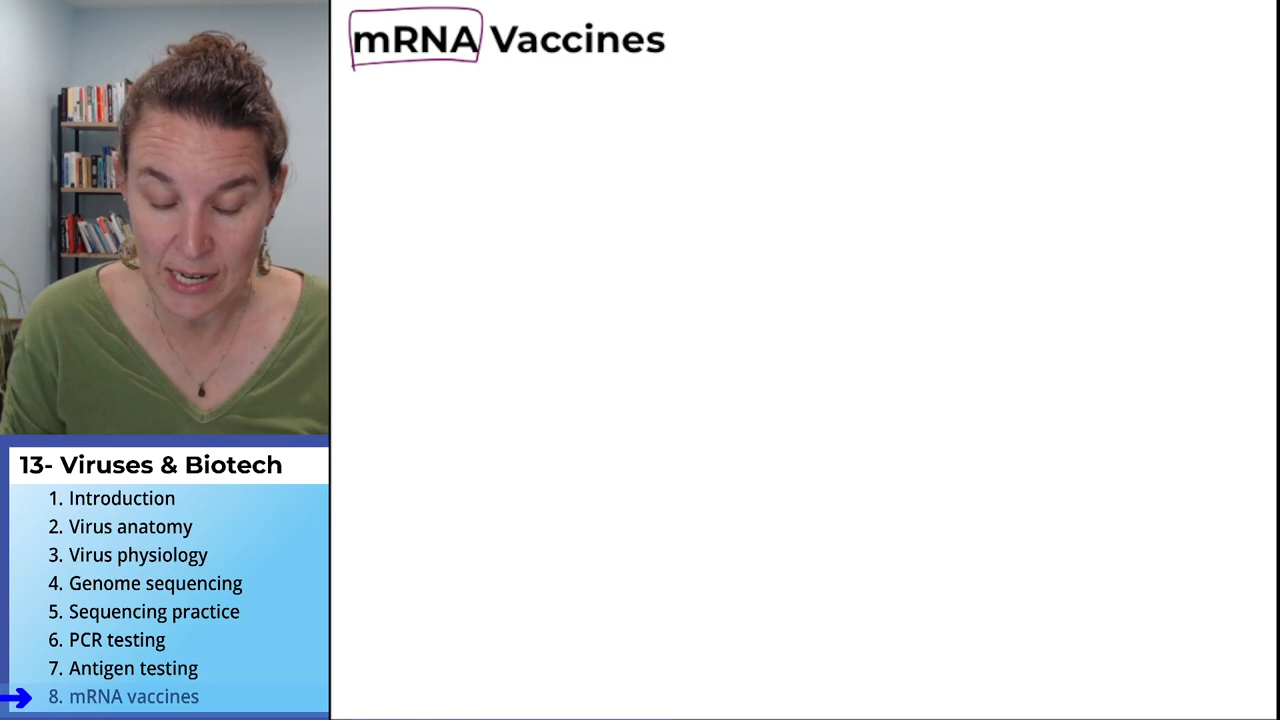 mRNA Vaccines
13- Viruses & Biotech
1. Introduction
2. Virus anatomy
3. Virus physiology
4. Genome sequencing
5. Sequencing practice
6. PCR testing
7. Antigen testing
8. mRNA vaccines